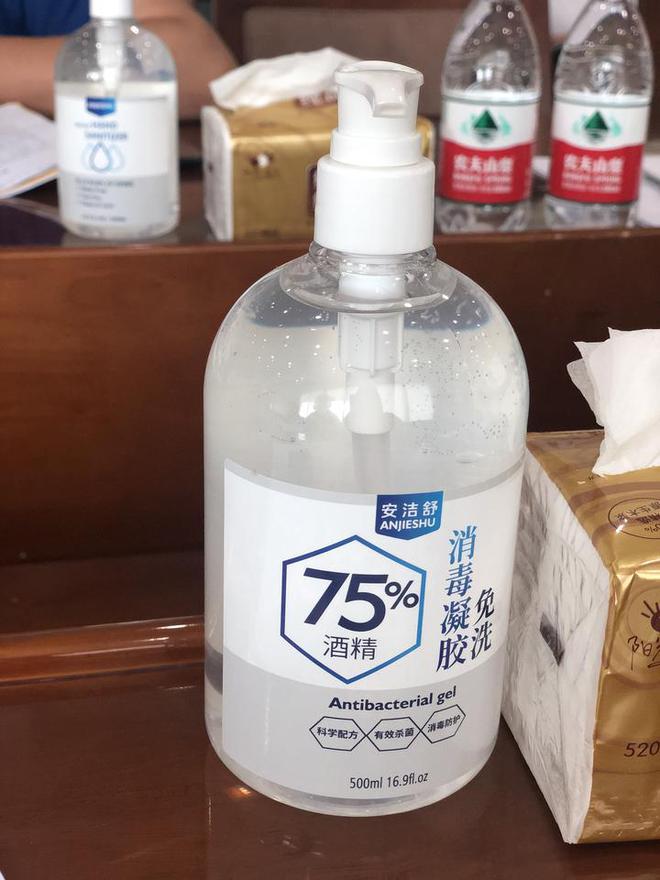 安洁舒
ANJIESHU
75%
酒精
消毒凝胶
免洗
Antibacterial gel
科学配方
有效杀菌
消毒防护
500ml 16.9fl.oz
HAND
SANITIZER
农夫山泉
农夫山泉
520